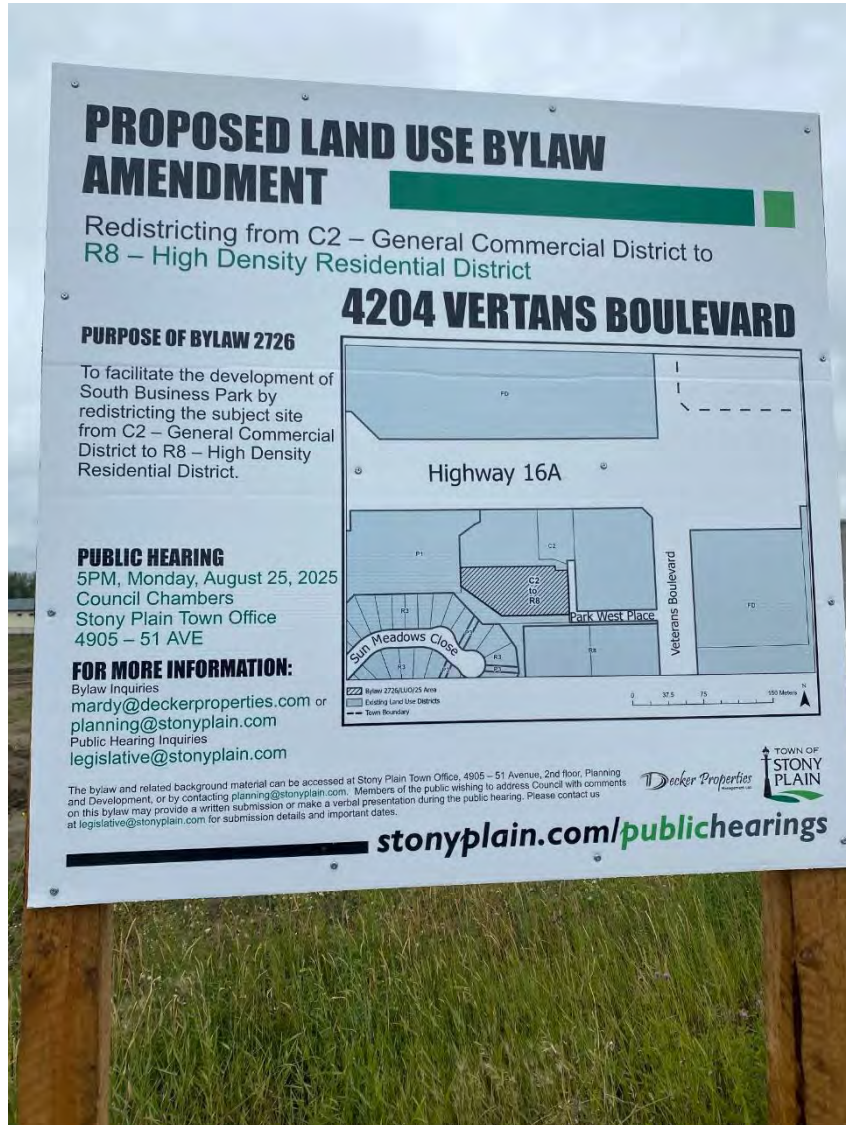 PROPOSED LAND USE BYLAW
AMENDMENT
Redistricting from C2 – General Commercial District to
R8 – High Density Residential District
4204 VERTANS BOULEVARD
PURPOSE OF BYLAW 2726
To facilitate the development of
South Business Park by
redistricting the subject site
from C2 – General Commercial
District to R8 – High Density
Residential District.
PUBLIC HEARING
5PM, Monday, August 25, 2025
Council Chambers
Stony Plain Town Office
4905 – 51 AVE
FOR MORE INFORMATION:
Bylaw Inquiries
mardy@deckerproperties.com or
planning@stonyplain.com
Public Hearing Inquiries
legislative@stonyplain.com
FD
Highway 16A
P1
C2
C2
to
R8
Park West Place
Veterans Boulevard
FD
R3
Sun Meadows Close
R3
R3
Bylaw 2726/LUO/25 Area
Existing Land Use Districts
Town Boundary
0 37.5 75 150 Meters
N
The bylaw and related background material can be accessed at Stony Plain Town Office, 4905 – 51 Avenue, 2nd floor, Planning
and Development, or by contacting planning@stonyplain.com. Members of the public wishing to address Council with comments
on this bylaw may provide a written submission or make a verbal presentation during the public hearing. Please contact us
at legislative@stonyplain.com for submission details and important dates.
Decker Properties
TOWN OF
STONY
PLAIN
stonyplain.com/publichearings